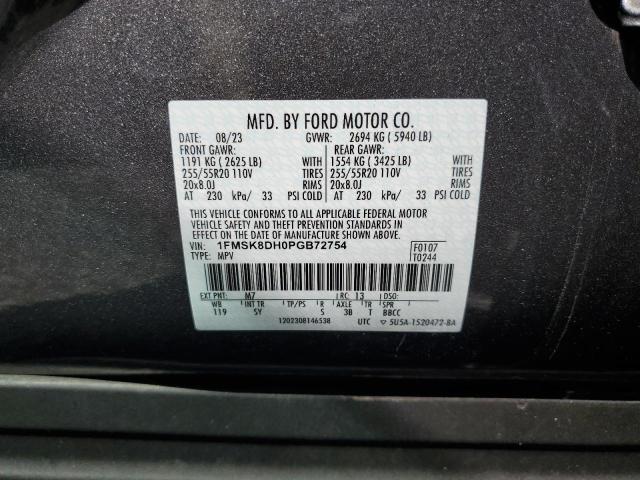 MFD. BY FORD MOTOR CO.
DATE: 08/23 GVWR: 2694 KG ( 5940 LB)
FRONT GAWR: REAR GAWR:
1191 KG ( 2625 LB) WITH 1554 KG ( 3425 LB) WITH
255/55R20 110V TIRES 255/55R20 110V TIRES
20x8.0J RIMS 20x8.0J RIMS
AT 230 kPa/ 33 PSI COLD AT 230 kPa/ 33 PSI COLD
THIS VEHICLE CONFORMS TO ALL APPLICABLE FEDERAL MOTOR
VEHICLE SAFETY AND THEFT PREVENTION STANDARDS IN
EFFECT ON THE DATE OF MANUFACTURE SHOWN ABOVE.
VIN: 1FMSK8DH0PGB72754 F0107
TYPE: MPV T0244
EXT PNT: M7 RC: 13 DSO:
WB INT TR TP/PS R AXLE TR SPR
119 SY S 3B T BBCC
1202308146538 UTC ▽ 5U5A-1520472-BA